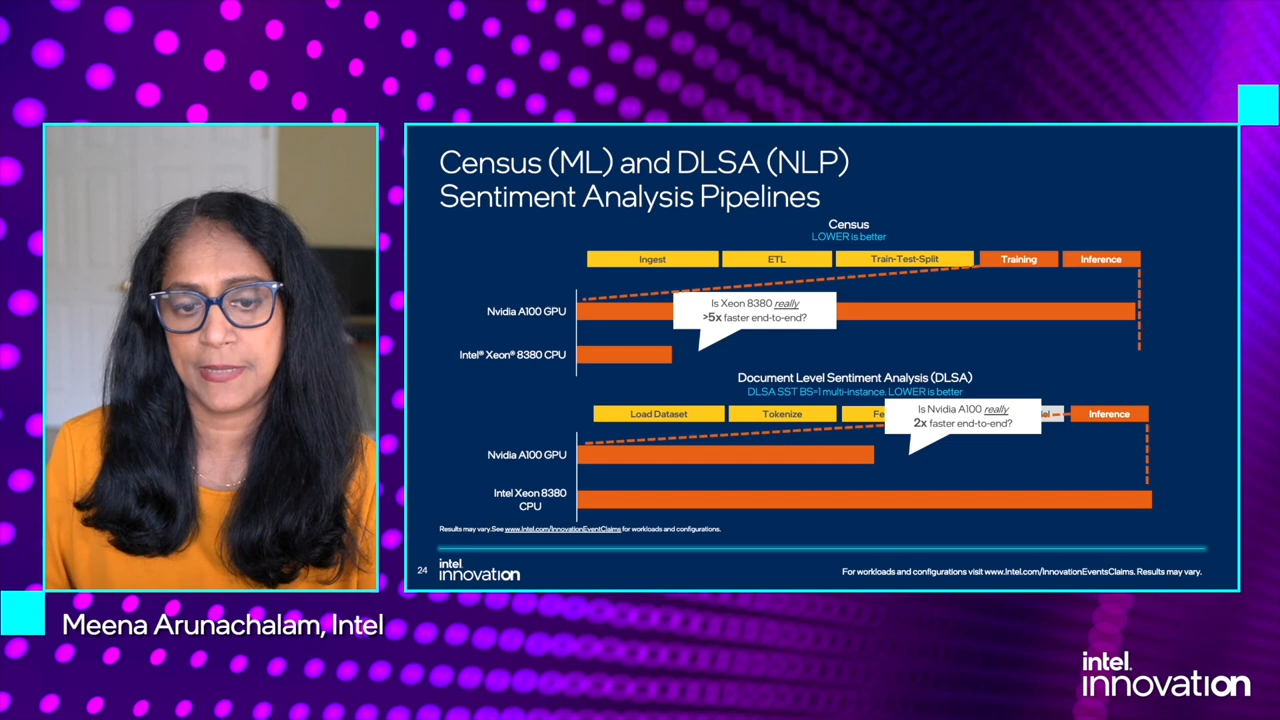 Census (ML) and DLSA (NLP)
Sentiment Analysis Pipelines
Census
LOWER is better
Ingest
ETL
Train-Test-Split
Training
Inference
Nvidia A100 GPU
Is Xeon 8380 really
>5x faster end-to-end?
Intel® Xeon® 8380 CPU
Document Level Sentiment Analysis (DLSA)
DLSA SST BS=1 multi-instance. LOWER is better
Load Dataset
Tokenize
Fe
Is Nvidia A100 really
2x faster end-to-end?
Inference
Nvidia A100 GPU
Intel Xeon 8380
CPU
Results may vary.See www.Intel.com/InnovationEventClaims for workloads and configurations.
24
intel.
innovation
For workloads and configurations visit www.Intel.com/InnovationEventsClaims. Results may vary.
Meena Arunachalam, Intel
intel.
innovation